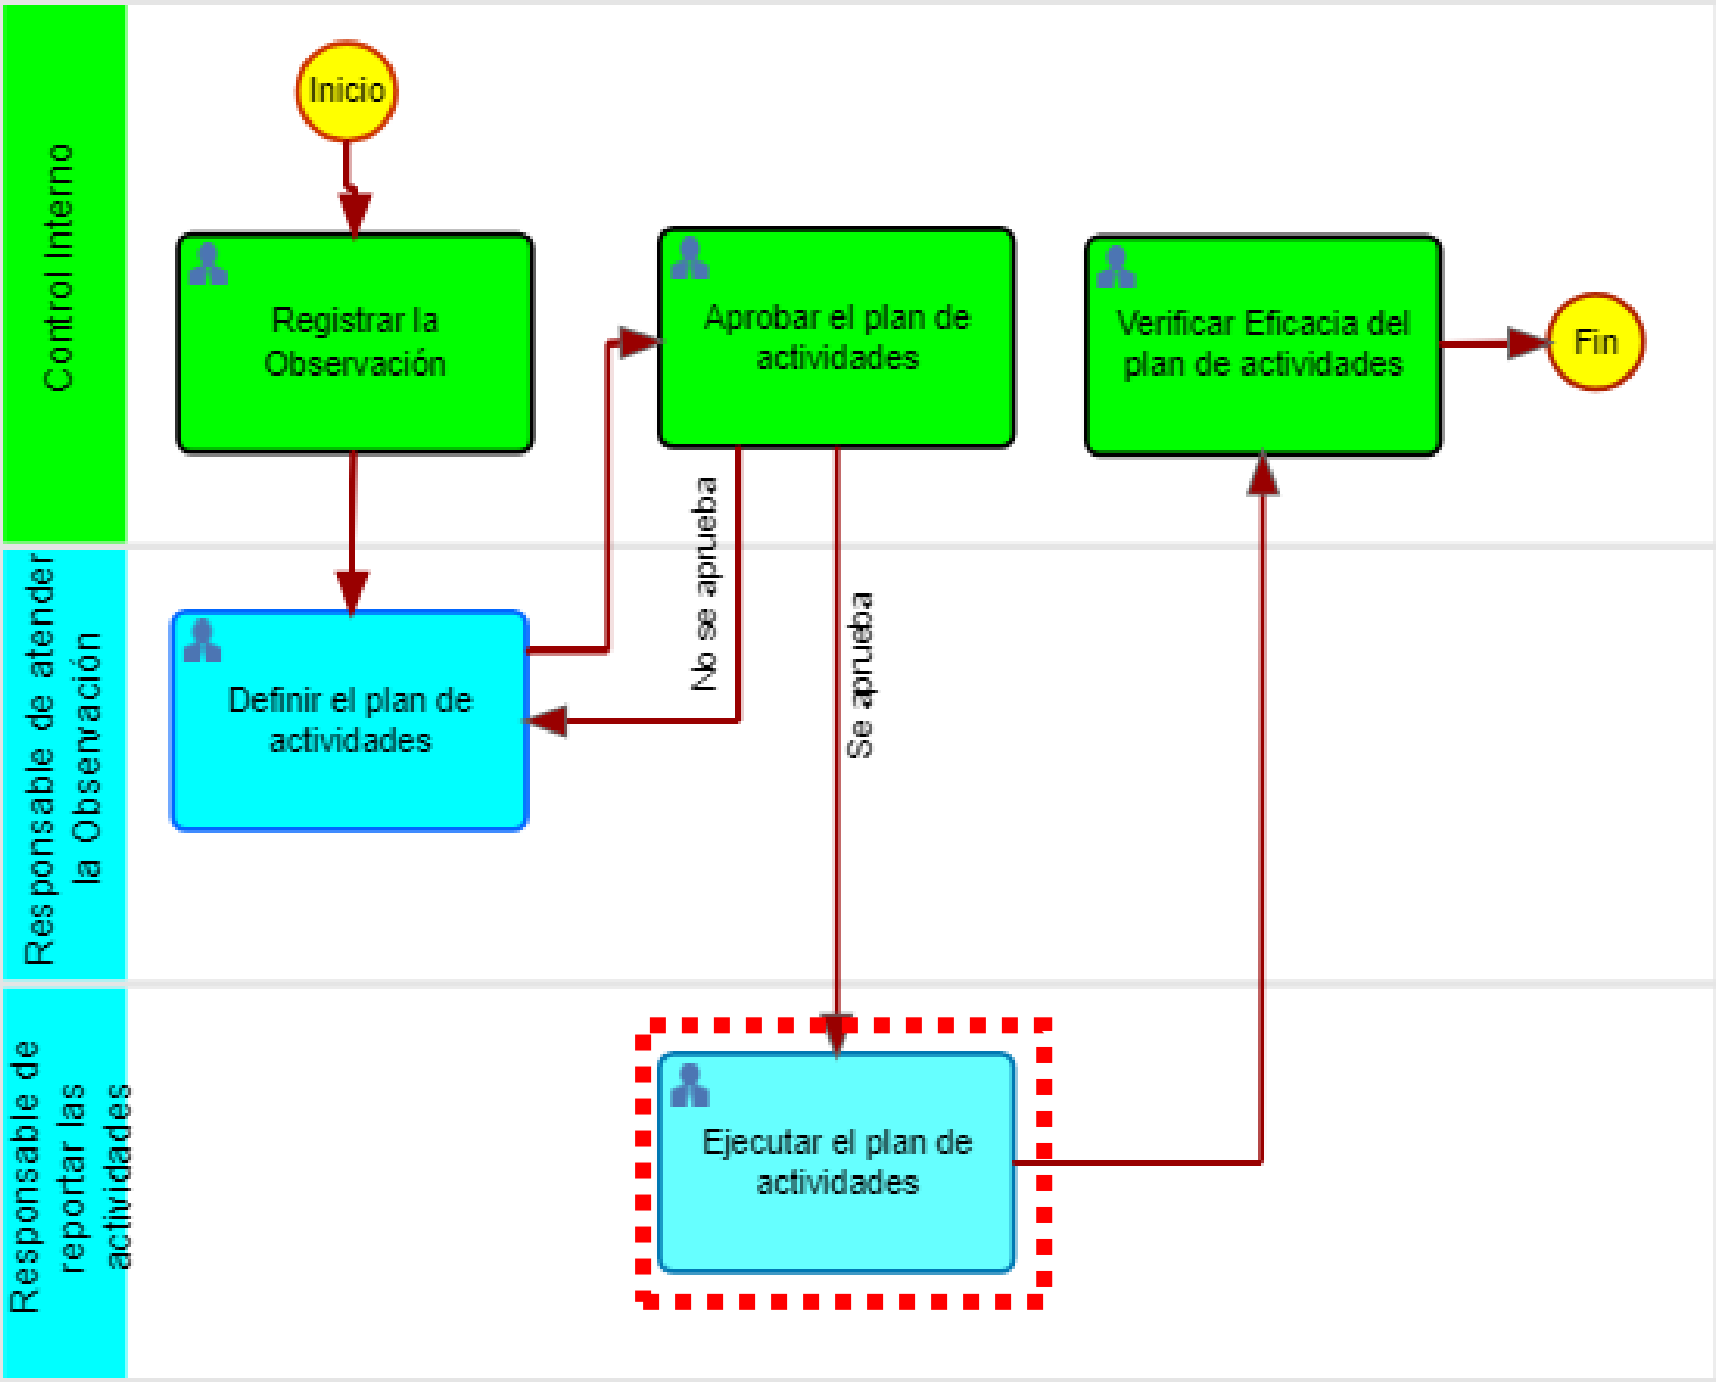 Control Interno
Inicio
Registrar la
Observación
Aprobar el plan de
actividades
Verificar Eficacia del
plan de actividades
Fin
Responsable de atender
la Observación
Definir el plan de
actividades
No se aprueba
Se aprueba
Responsable de
reportar las
actividades
Ejecutar el plan de
actividades